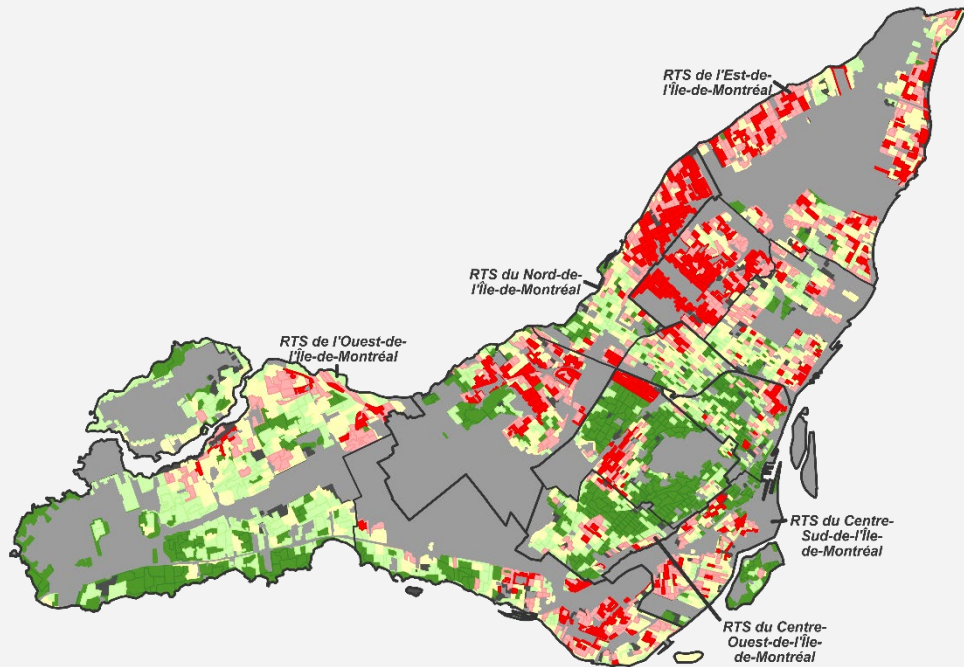 RTS de l'Est-de-
l'Île-de-Montréal
RTS du Nord-de-
l'Île-de-Montréal
RTS de l'Ouest-de-
l'Île-de-Montréal
RTS du Centre-
Sud-de-l'Île-
de-Montréal
RTS du Centre-
Ouest-de-l'Île-
de-Montréal